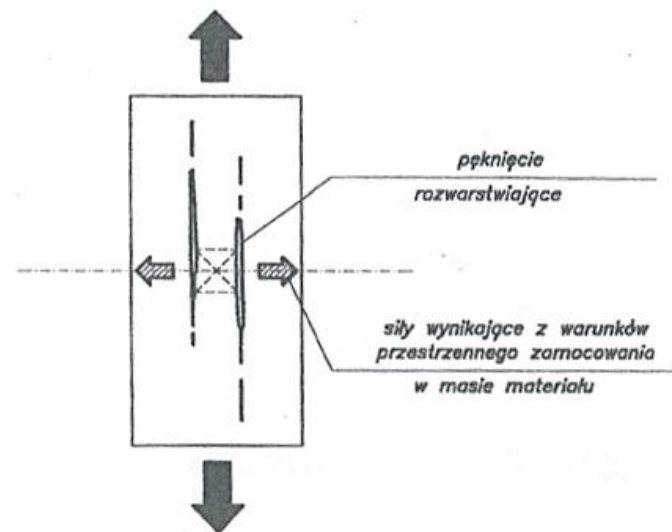 pęknięcie
rozwarstwiające
siły wynikające z warunków
przestrzennego zamocowania
w masie materiału